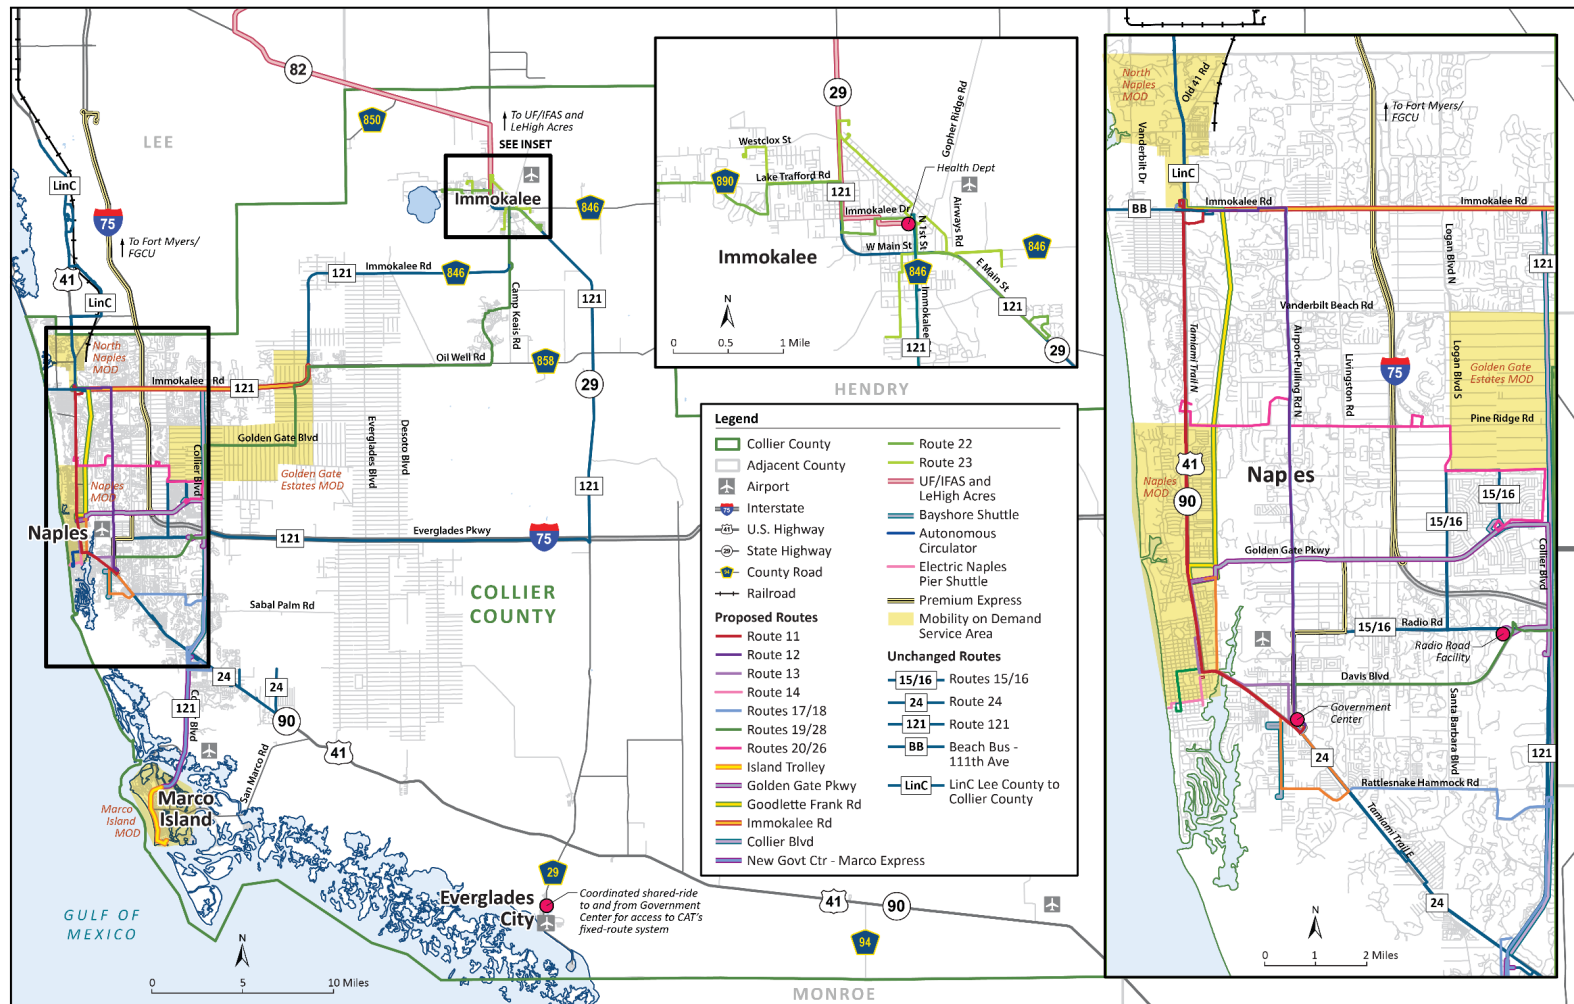 LEE
82
850
To UF/IFAS and
LeHigh Acres
SEE INSET
Immokalee
846
LinC
75
To Fort Myers/
FGCU
41
LinC
121
Immokalee Rd
846
121
Camp Keais Rd
Oil Well Rd
858
29
North
Naples
MOD
Immokalee Rd
121
Golden Gate Blvd
Golden Gate
Estates MOD
Everglades Blvd
Desoto Blvd
Collier Blvd
Naples
MOD
Naples
121
121
Everglades Pkwy
75
COLLIER
COUNTY
Sabal Palm Rd
24
24
90
121
41
San Marco Rd
Marco
Island
Marco
Island
MOD
GULF OF
MEXICO
N
0
5
10 Miles
29
Everglades
City
Coordinated shared-ride
to and from Government
Center for access to CAT's
fixed-route system
41
90
94
MONROE
HENDRY
29
Gopher Ridge Rd
Westclox St
Health Dept
890
Lake Trafford Rd
121
Immokalee Dr
N 1st St
Airways Rd
W Main St
846
846
Immokalee
E Main St
121
121
29
Immokalee
N
0
0.5
1 Mile
Legend
Collier County
Adjacent County
Airport
75
Interstate
41
U.S. Highway
29
State Highway
County Road
Railroad
Proposed Routes
Route 11
Route 12
Route 13
Route 14
Routes 17/18
Routes 19/28
Routes 20/26
Island Trolley
Golden Gate Pkwy
Goodlette Frank Rd
Immokalee Rd
Collier Blvd
New Govt Ctr - Marco Express
Route 22
Route 23
UF/IFAS and
LeHigh Acres
Bayshore Shuttle
Autonomous
Circulator
Electric Naples
Pier Shuttle
Premium Express
Mobility on Demand
Service Area
Unchanged Routes
15/16
Routes 15/16
24
Route 24
121
Route 121
BB
Beach Bus -
111th Ave
LinC
LinC Lee County to
Collier County
North
Naples
MOD
Old 41 Rd
Vanderbilt Dr
LinC
To Fort Myers/
FGCU
BB
Immokalee Rd
Immokalee Rd
Logan Blvd N
121
Vanderbilt Beach Rd
Tamiami Trail N
Airport-Pulling Rd N
Livingston Rd
75
Logan Blvd S
Golden Gate
Estates MOD
Pine Ridge Rd
41
90
Naples
MOD
Naples
15/16
15/16
Golden Gate Pkwy
Collier Blvd
15/16
Radio Rd
Radio Road
Facility
Davis Blvd
Government
Center
Santa Barbara Blvd
24
121
Rattlesnake Hammock Rd
Tamiami Trail E
24
N
0
1
2 Miles